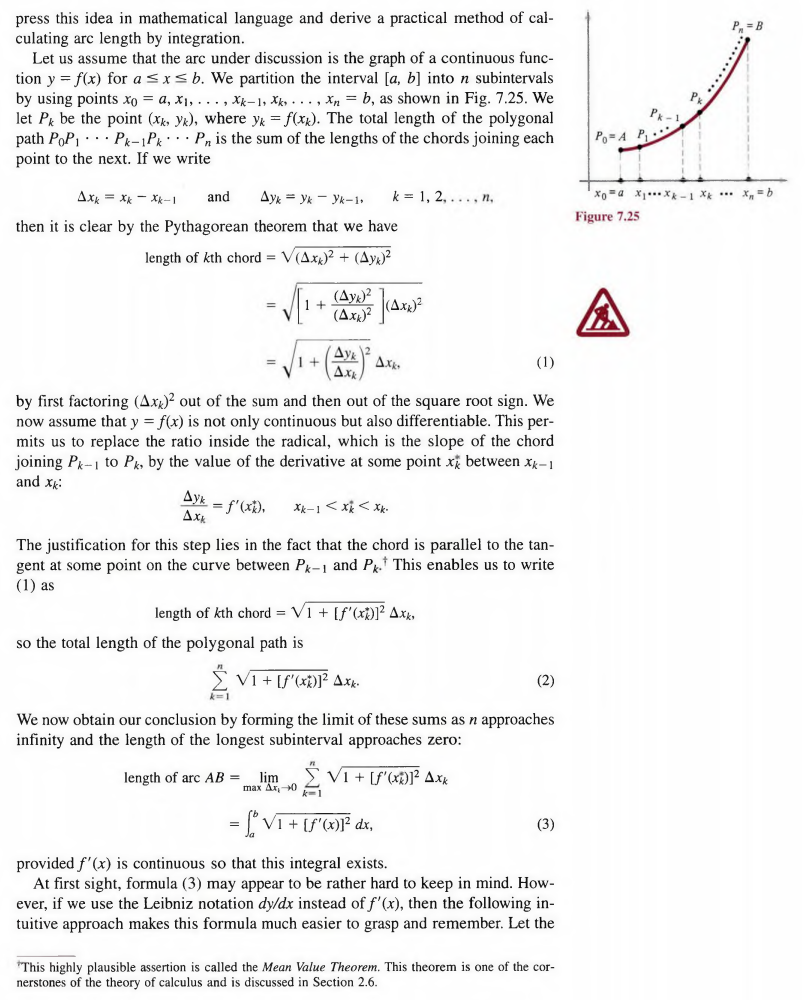 press this idea in mathematical language and derive a practical method of cal-
culating arc length by integration.
Let us assume that the arc under discussion is the graph of a continuous func-
tion y = f(x) for a ≤ x ≤ b. We partition the interval [a, b] into n subintervals
by using points x₀ = a, x₁, . . . , xₖ₋₁, xₖ, . . . , xₙ = b, as shown in Fig. 7.25. We
let Pₖ be the point (xₖ, yₖ), where yₖ = f(xₖ). The total length of the polygonal
path P₀P₁ · · · Pₖ₋₁Pₖ · · · Pₙ is the sum of the lengths of the chords joining each
point to the next. If we write
Δxₖ = xₖ − xₖ₋₁ and Δyₖ = yₖ − yₖ₋₁, k = 1, 2, . . . , n,
then it is clear by the Pythagorean theorem that we have
length of kth chord = √((Δxₖ)² + (Δyₖ)²)
= √([1 + (Δyₖ)²/(Δxₖ)²](Δxₖ)²)
= √(1 + (Δyₖ/Δxₖ)²) Δxₖ, (1)
by first factoring (Δxₖ)² out of the sum and then out of the square root sign. We
now assume that y = f(x) is not only continuous but also differentiable. This per-
mits us to replace the ratio inside the radical, which is the slope of the chord
joining Pₖ₋₁ to Pₖ, by the value of the derivative at some point xₖ* between xₖ₋₁
and xₖ:
Δyₖ/Δxₖ = f′(xₖ*), xₖ₋₁ < xₖ* < xₖ.
The justification for this step lies in the fact that the chord is parallel to the tan-
gent at some point on the curve between Pₖ₋₁ and Pₖ.† This enables us to write
(1) as
length of kth chord = √(1 + [f′(xₖ*)]²) Δxₖ,
so the total length of the polygonal path is
∑ₖ₌₁ⁿ √(1 + [f′(xₖ*)]²) Δxₖ. (2)
We now obtain our conclusion by forming the limit of these sums as n approaches
infinity and the length of the longest subinterval approaches zero:
length of arc AB = lim max Δxₖ→0 ∑ₖ₌₁ⁿ √(1 + [f′(xₖ*)]²) Δxₖ
= ∫ₐᵇ √(1 + [f′(x)]²) dx, (3)
provided f′(x) is continuous so that this integral exists.
At first sight, formula (3) may appear to be rather hard to keep in mind. How-
ever, if we use the Leibniz notation dy/dx instead of f′(x), then the following in-
tuitive approach makes this formula much easier to grasp and remember. Let the
†This highly plausible assertion is called the Mean Value Theorem. This theorem is one of the cor-
nerstones of the theory of calculus and is discussed in Section 2.6.
Pₙ = B
Pₖ
Pₖ₋₁
P₀ = A P₁
x₀ = a x₁ ••• xₖ₋₁ xₖ ••• xₙ = b
Figure 7.25